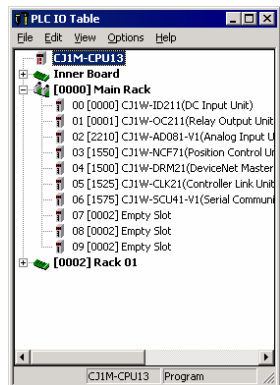 PLC IO Table
File Edit View Options Help
CJ1M-CPU13
Inner Board
[0000] Main Rack
00 [0000] CJ1W-ID211(DC Input Unit)
01 [0001] CJ1W-OC211(Relay Output Unit
02 [2210] CJ1W-AD081-V1(Analog Input U
03 [1550] CJ1W-NCF71(Position Control Un
04 [1500] CJ1W-DRM21(DeviceNet Master
05 [1525] CJ1W-CLK21(Controller Link Unit
06 [1575] CJ1W-SCU41-V1(Serial Communi
07 [0002] Empty Slot
08 [0002] Empty Slot
09 [0002] Empty Slot
[0002] Rack 01
CJ1M-CPU13 Program